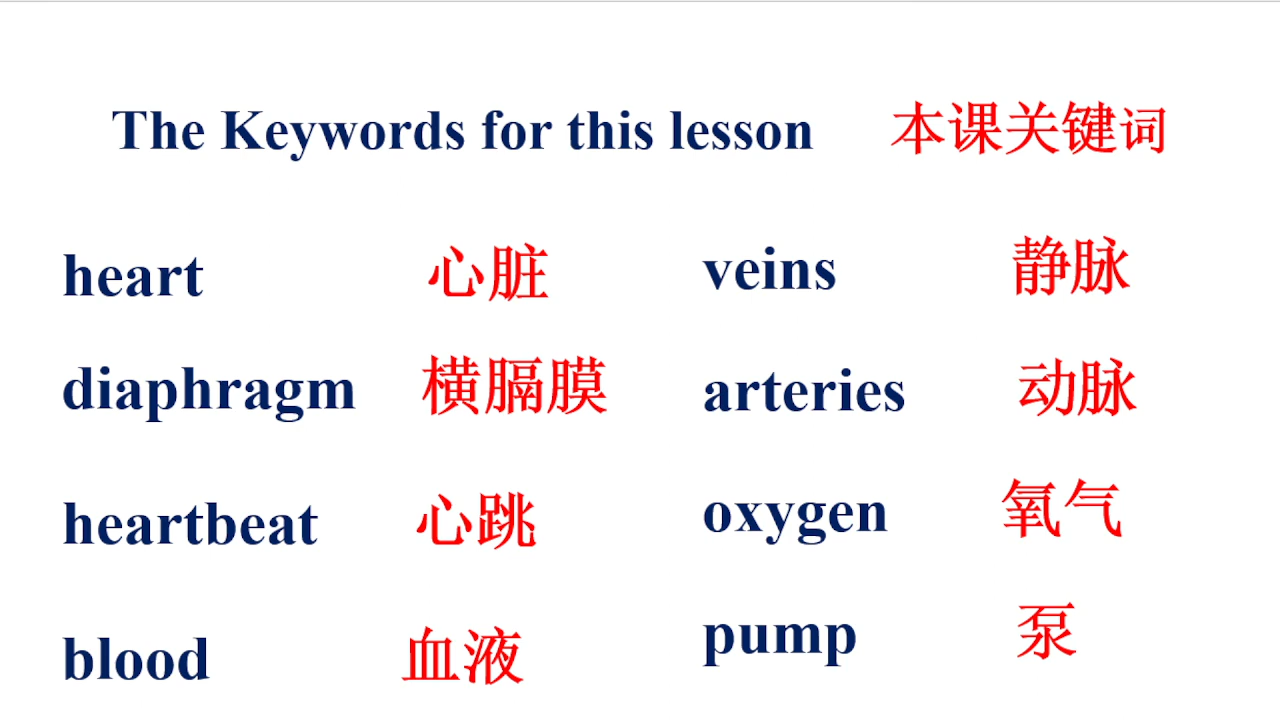 The Keywords for this lesson 本课关键词
heart 心脏 veins 静脉
diaphragm 横膈膜 arteries 动脉
heartbeat 心跳 oxygen 氧气
blood 血液 pump 泵